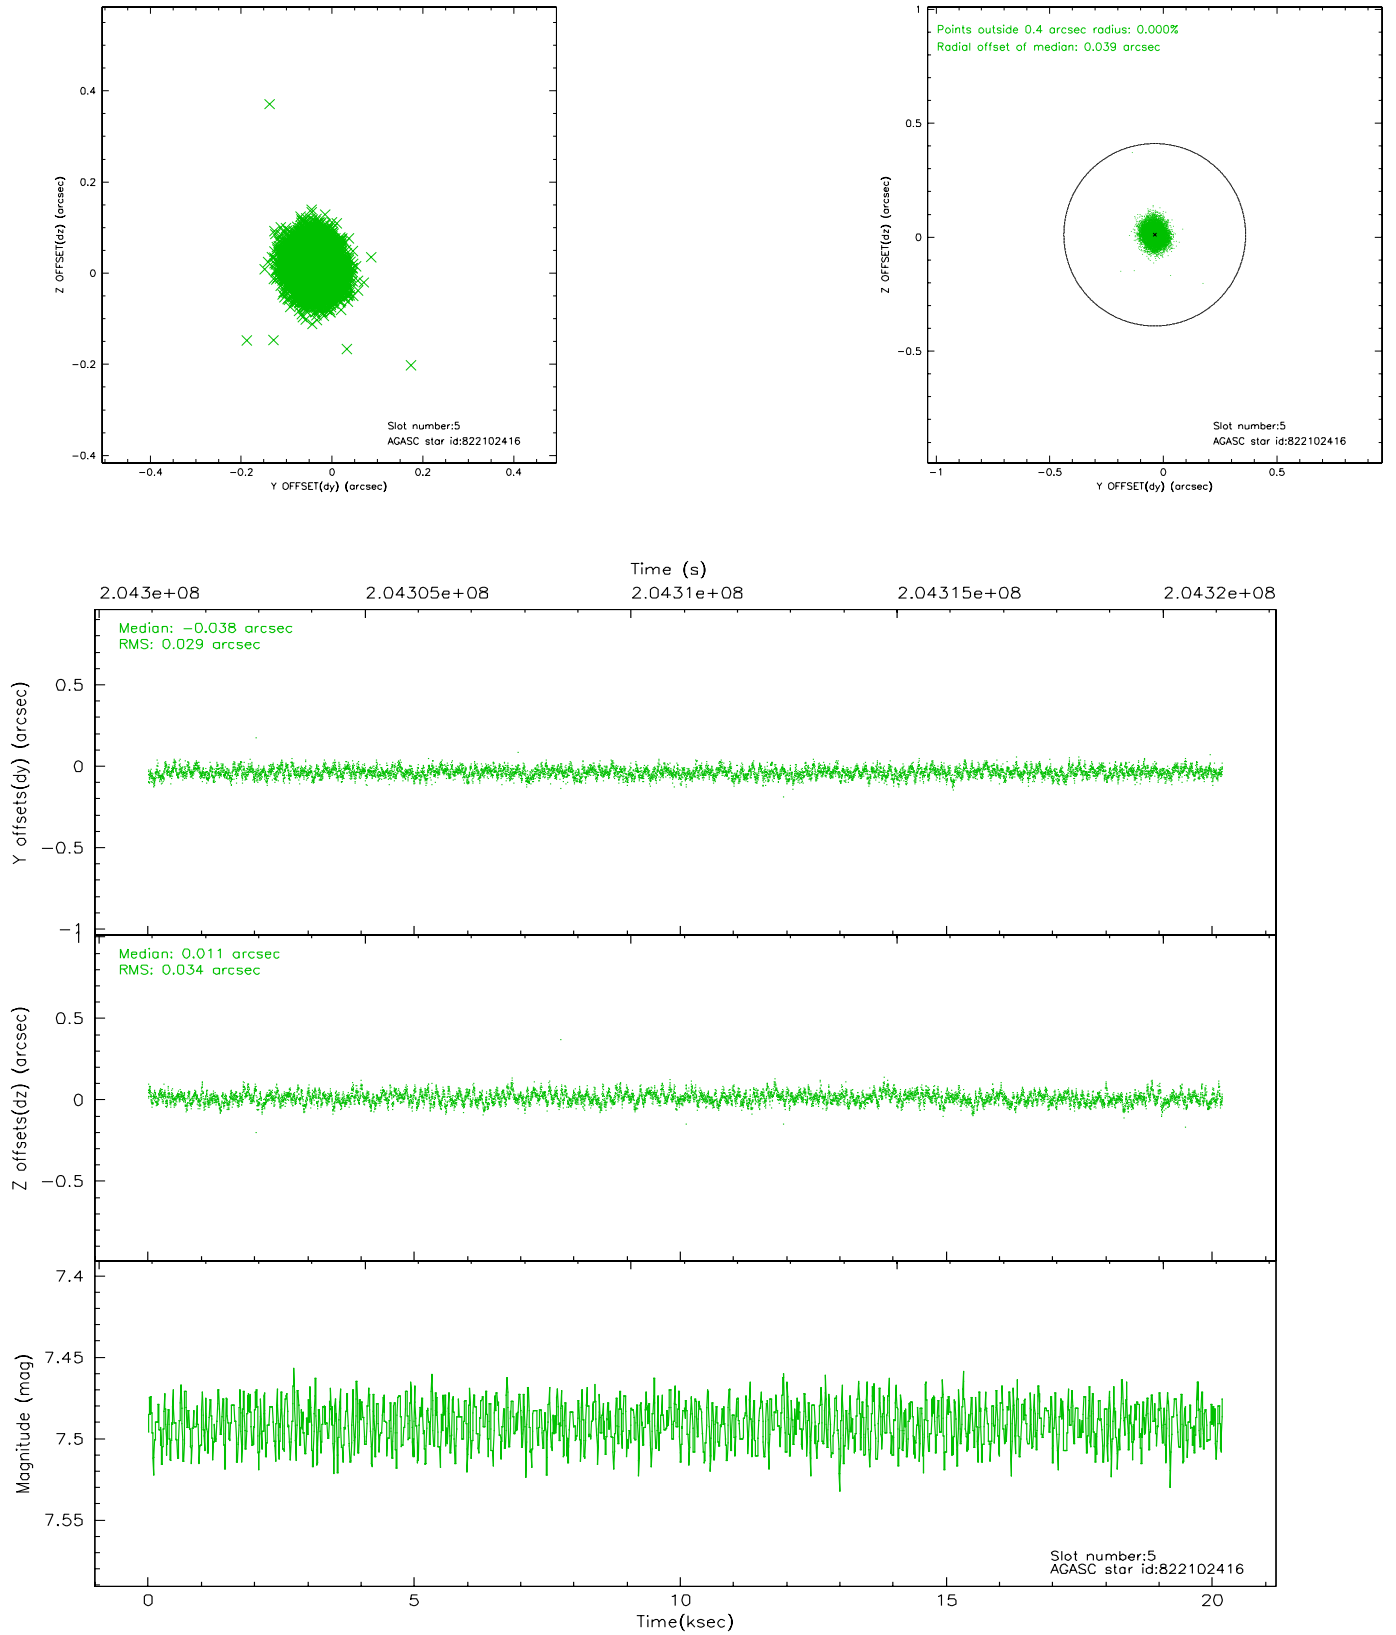 0.4
0.2
0
−0.2
−0.4
Z OFFSET(dz) (arcsec)
Slot number:5
AGASC star id:822102416
−0.4 −0.2 0 0.2 0.4
Y OFFSET(dy) (arcsec)
Points outside 0.4 arcsec radius: 0.000%
Radial offset of median: 0.039 arcsec
1
0.5
0
−0.5
Z OFFSET(dz) (arcsec)
Slot number:5
AGASC star id:822102416
−1 −0.5 0 0.5
Y OFFSET(dy) (arcsec)
Time (s)
2.043e+08 2.04305e+08 2.0431e+08 2.04315e+08 2.0432e+08
Median: −0.038 arcsec
RMS: 0.029 arcsec
0.5
0
−0.5
−1
Y offsets(dy) (arcsec)
Median: 0.011 arcsec
RMS: 0.034 arcsec
1
0.5
0
−0.5
Z offsets(dz) (arcsec)
7.4
7.45
7.5
7.55
Magnitude (mag)
Slot number:5
AGASC star id:822102416
0 5 10 15 20
Time(ksec)